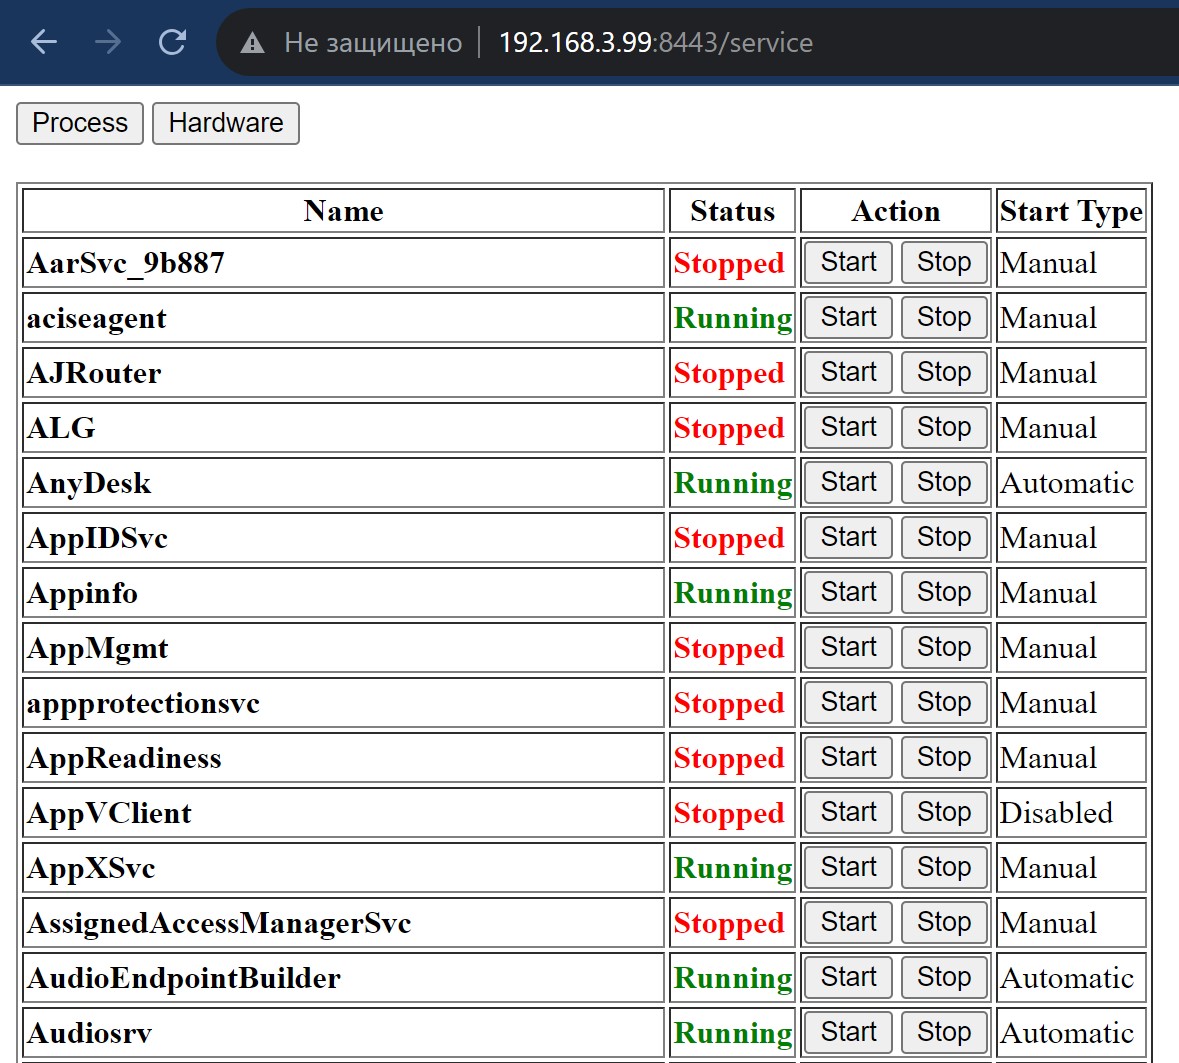 Не защищено 192.168.3.99:8443/service
Process Hardware
Name Status Action Start Type
AarSvc_9b887 Stopped Start Stop Manual
aciseagent Running Start Stop Manual
AJRouter Stopped Start Stop Manual
ALG Stopped Start Stop Manual
AnyDesk Running Start Stop Automatic
AppIDSvc Stopped Start Stop Manual
Appinfo Running Start Stop Manual
AppMgmt Stopped Start Stop Manual
appprotectionsvc Stopped Start Stop Manual
AppReadiness Stopped Start Stop Manual
AppVClient Stopped Start Stop Disabled
AppXSvc Running Start Stop Manual
AssignedAccessManagerSvc Stopped Start Stop Manual
AudioEndpointBuilder Running Start Stop Automatic
Audiosrv Running Start Stop Automatic